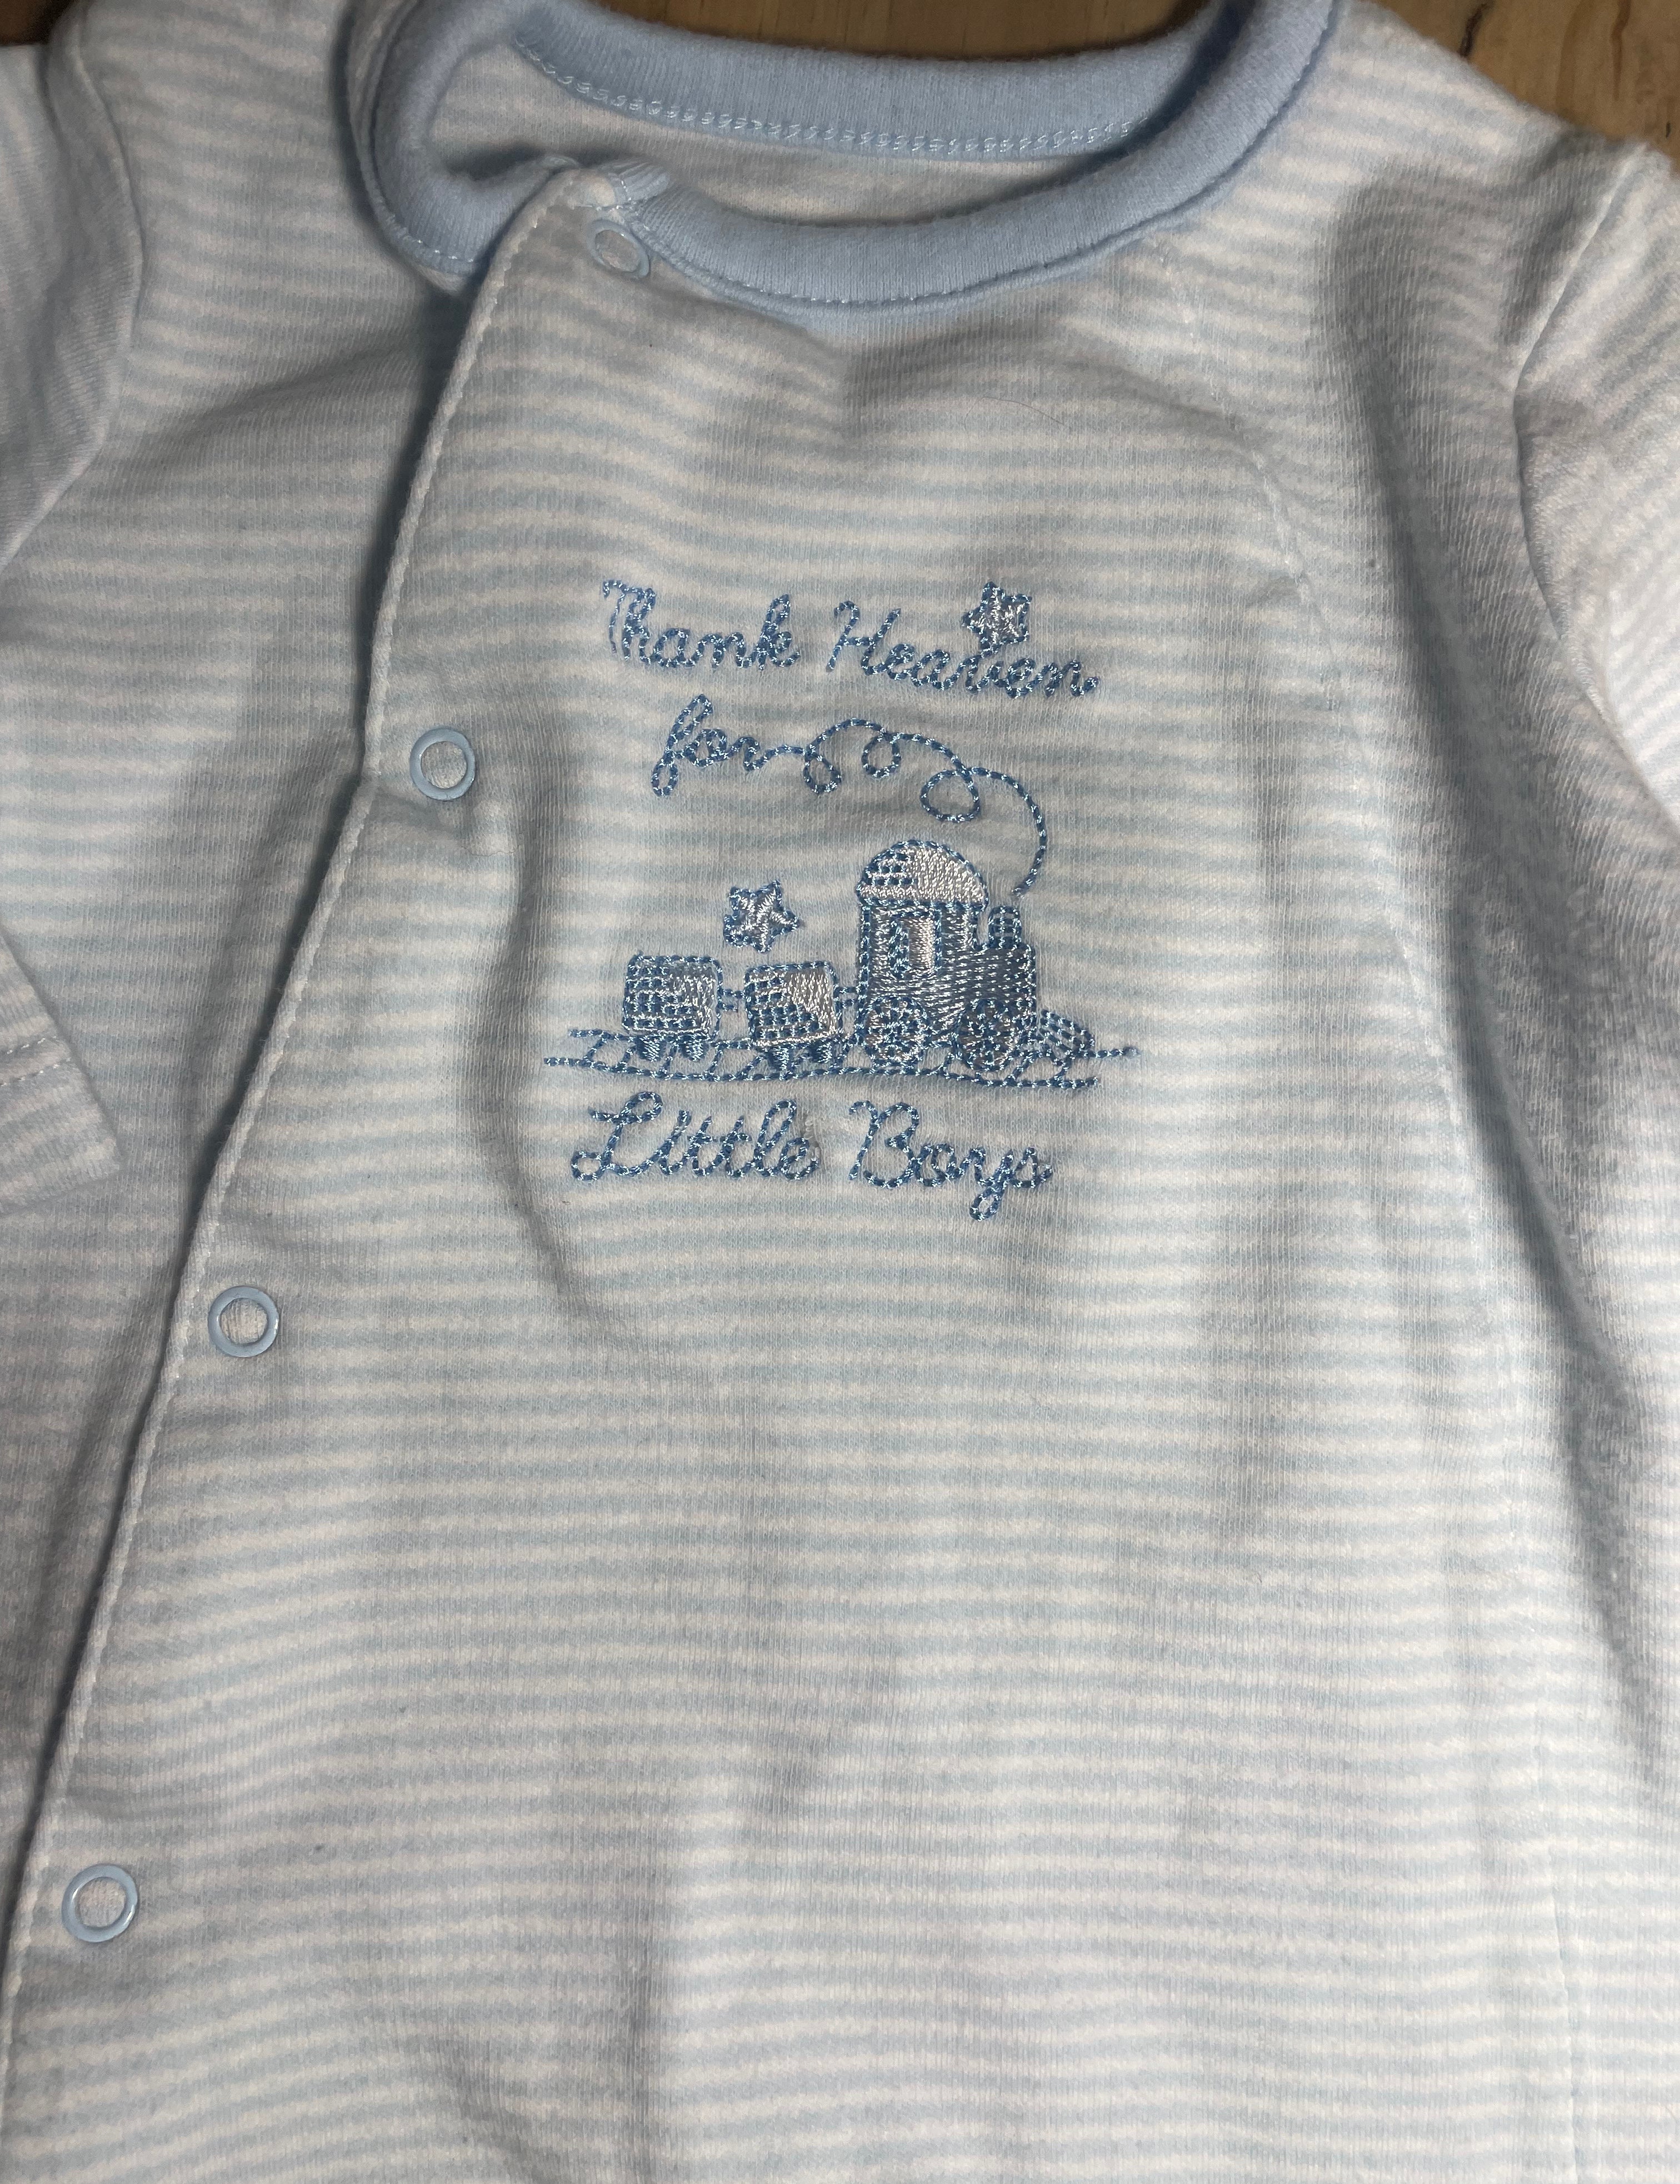 Thank Heaven
for
Little Boys